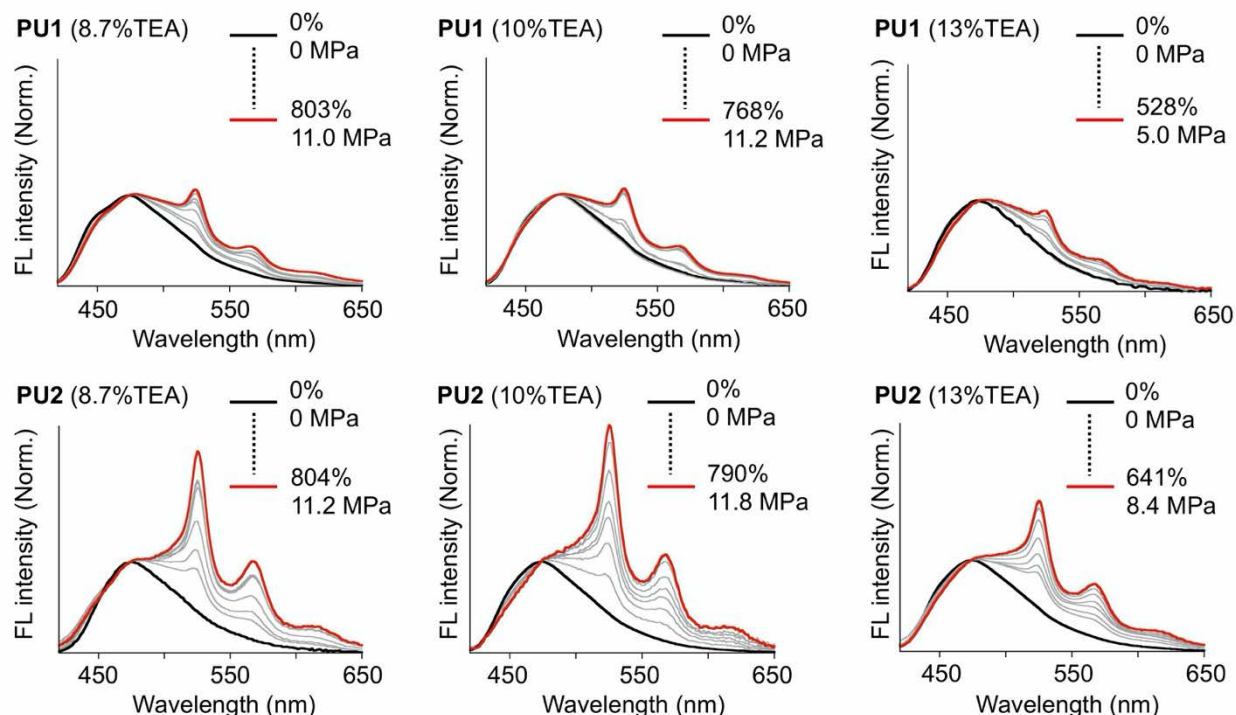 PU1 (8.7%TEA)
0%
0 MPa
803%
11.0 MPa
FL intensity (Norm.)
450
550
650
Wavelength (nm)
PU1 (10%TEA)
0%
0 MPa
768%
11.2 MPa
FL intensity (Norm.)
450
550
650
Wavelength (nm)
PU1 (13%TEA)
0%
0 MPa
528%
5.0 MPa
FL intensity (Norm.)
450
550
650
Wavelength (nm)
PU2 (8.7%TEA)
0%
0 MPa
804%
11.2 MPa
FL intensity (Norm.)
450
550
650
Wavelength (nm)
PU2 (10%TEA)
0%
0 MPa
790%
11.8 MPa
FL intensity (Norm.)
450
550
650
Wavelength (nm)
PU2 (13%TEA)
0%
0 MPa
641%
8.4 MPa
FL intensity (Norm.)
450
550
650
Wavelength (nm)